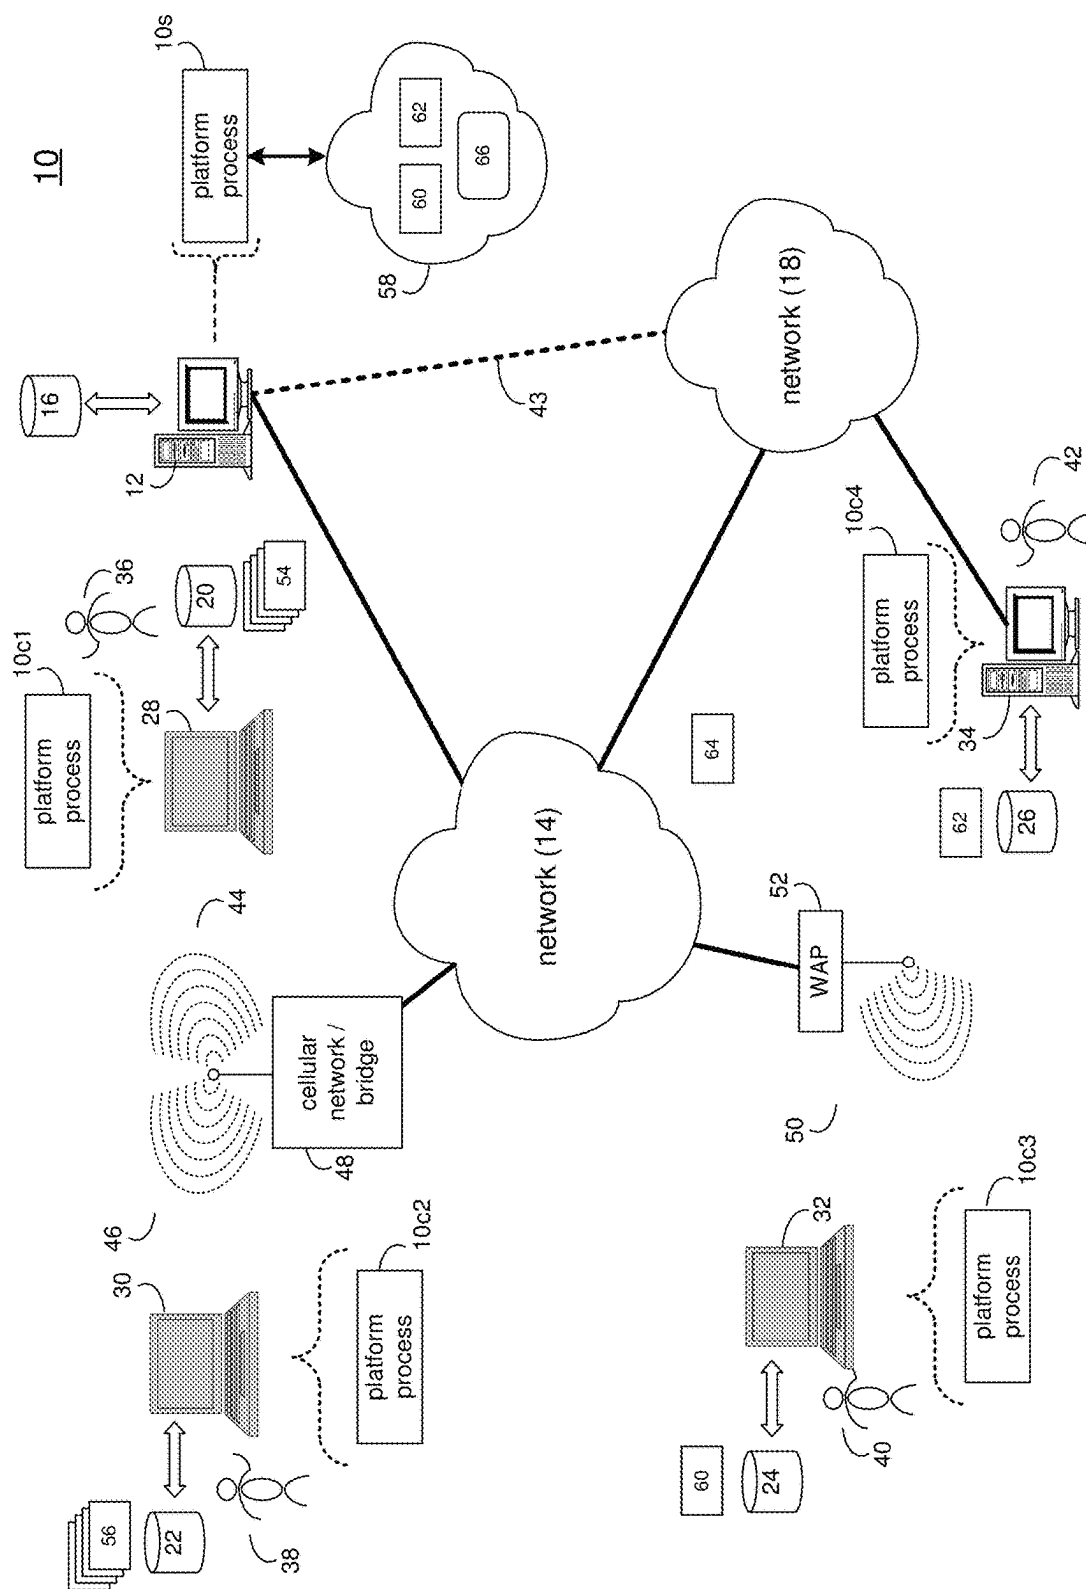 10
16
12
platform
process
10s
60
62
66
58
43
network (18)
10c1
platform
process
28
36
20
54
44
46
cellular
network /
bridge
48
network (14)
64
WAP
52
50
30
56
22
38
platform
process
10c2
32
60
24
40
platform
process
10c3
10c4
platform
process
34
42
62
26